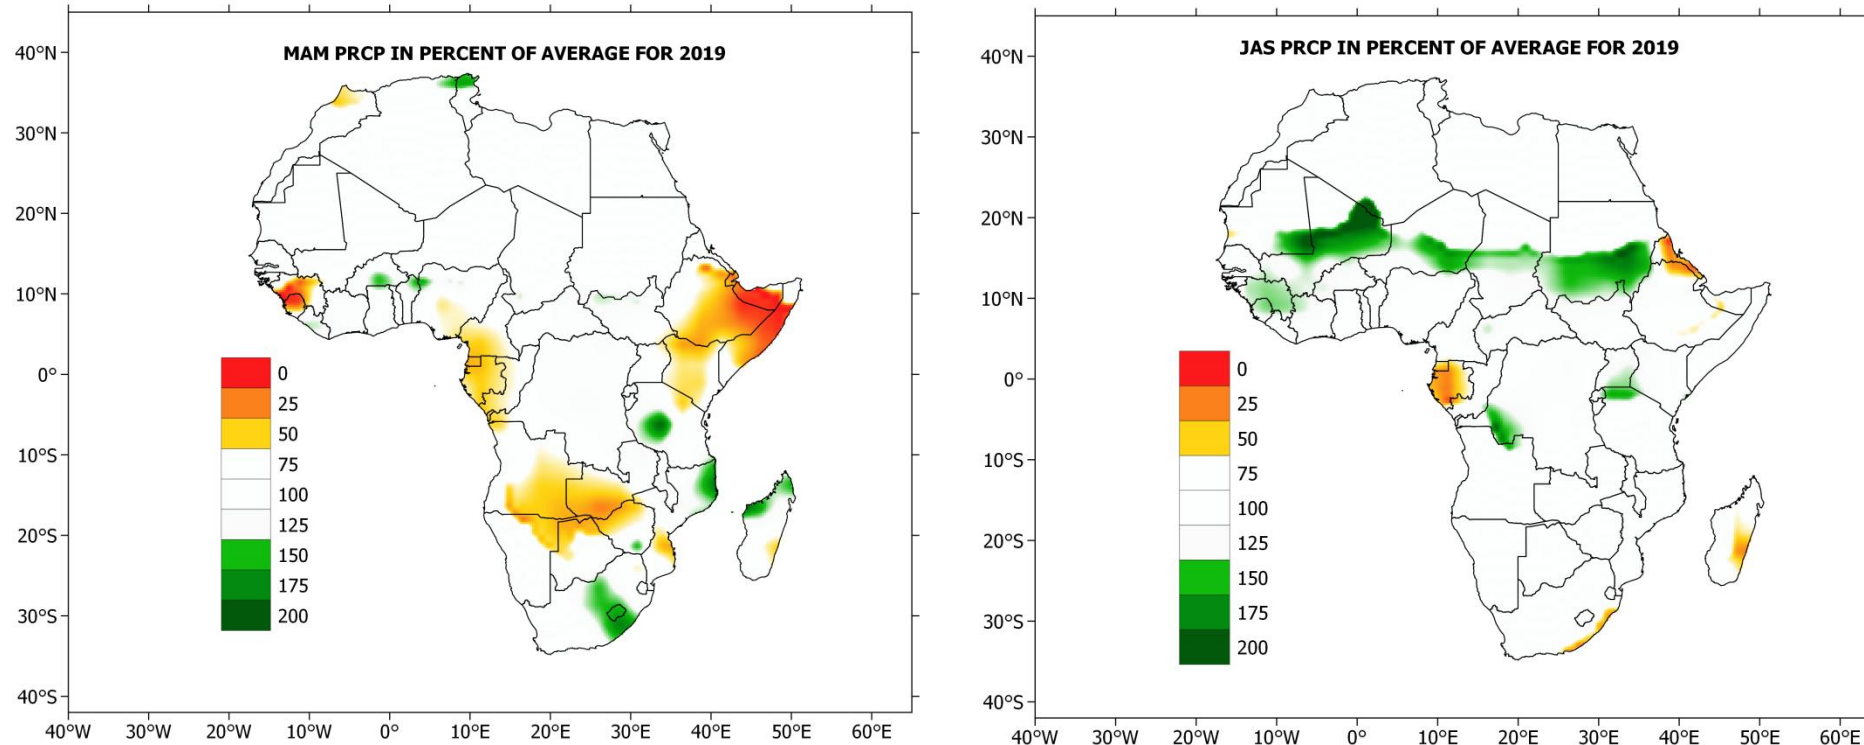 MAM PRCP IN PERCENT OF AVERAGE FOR 2019
40°N
30°N
20°N
10°N
0°
10°S
20°S
30°S
40°S
0
25
50
75
100
125
150
175
200
40°W 30°W 20°W 10°W 0° 10°E 20°E 30°E 40°E 50°E 60°E
JAS PRCP IN PERCENT OF AVERAGE FOR 2019
40°N
30°N
20°N
10°N
0°
10°S
20°S
30°S
40°S
0
25
50
75
100
125
150
175
200
40°W 30°W 20°W 10°W 0° 10°E 20°E 30°E 40°E 50°E 60°E